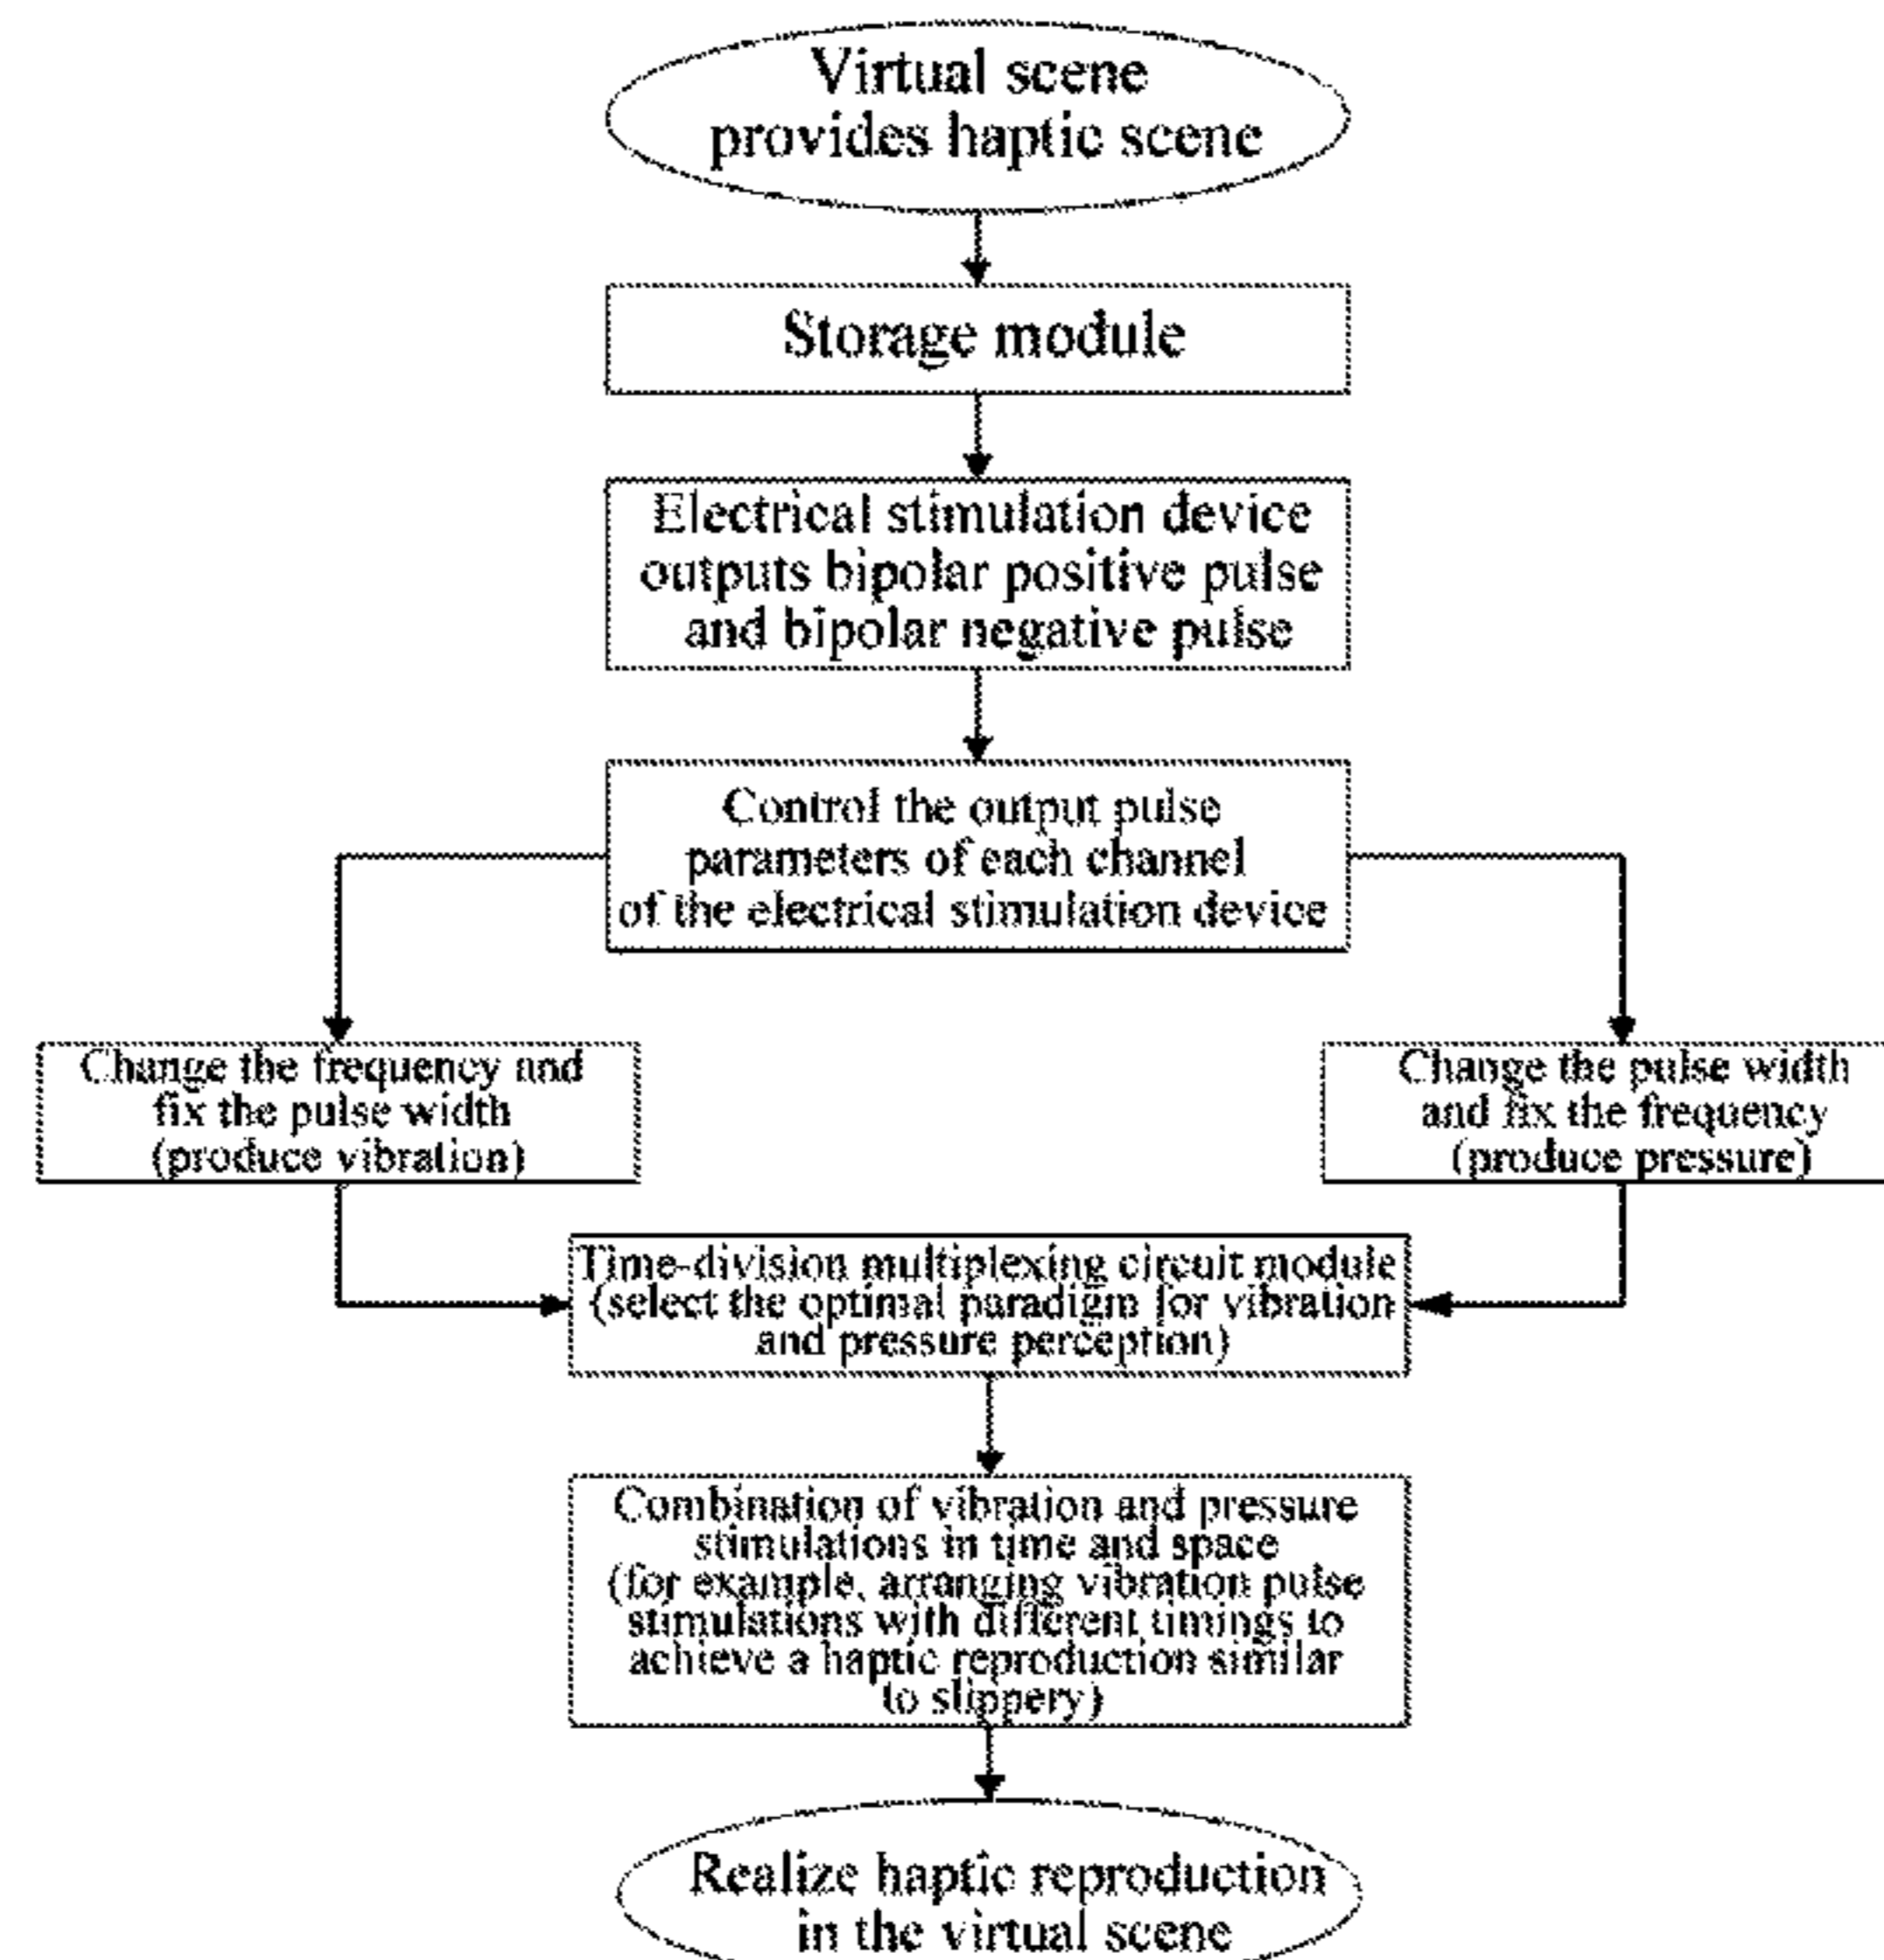 Virtual scene
provides haptic scene
Storage module
Electrical stimulation device
outputs bipolar positive pulse
and bipolar negative pulse
Control the output pulse
parameters of each channel
of the electrical stimulation device
Change the frequency and
fix the pulse width
(produce vibration)
Change the pulse width
and fix the frequency
(produce pressure)
Time-division multiplexing circuit module
(select the optimal paradigm for vibration
and pressure perception)
Combination of vibration and pressure
stimulations in time and space
(for example, arranging vibration pulse
stimulations with different timings to
achieve a haptic reproduction similar
to slippery)
Realize haptic reproduction
in the virtual scene